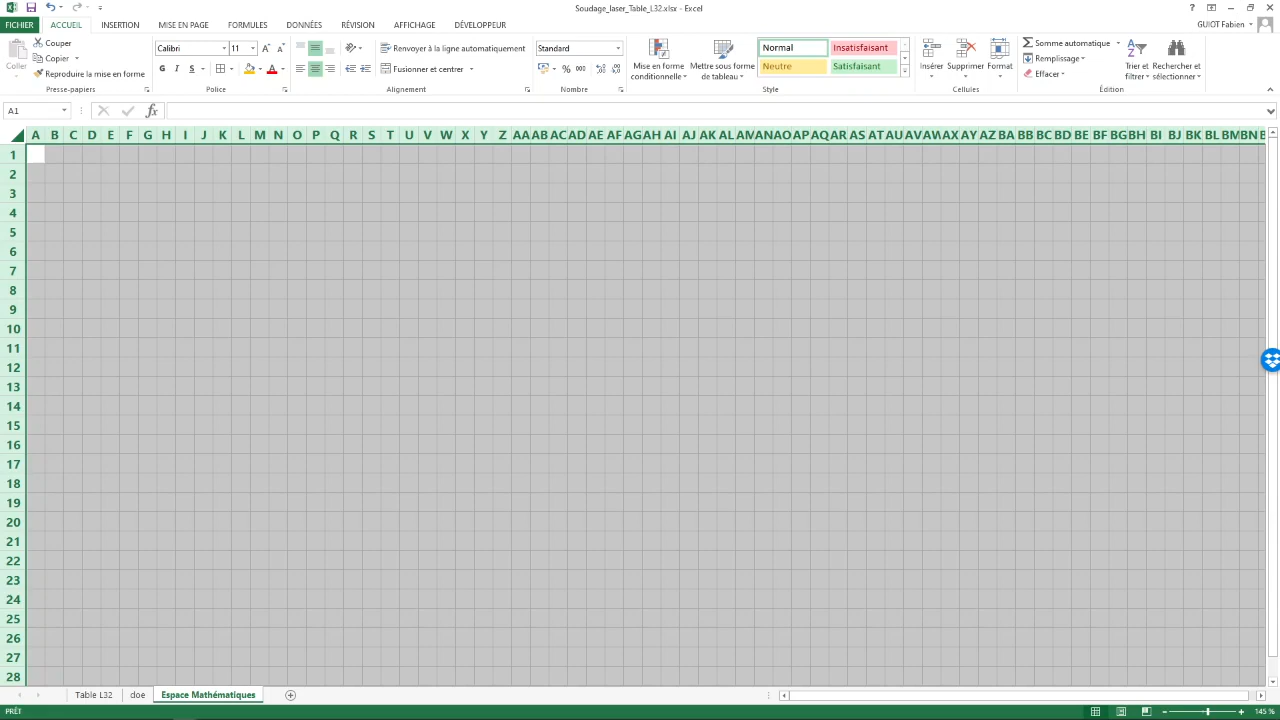 Soudage_laser_Table_L32.xlsx - Excel
FICHIER ACCUEIL INSERTION MISE EN PAGE FORMULES DONNÉES RÉVISION AFFICHAGE DÉVELOPPEUR GUIOT Fabien
Coller
Couper
Copier
Reproduire la mise en forme
Presse-papiers
Calibri 11
G I S
Police
Renvoyer à la ligne automatiquement
Fusionner et centrer
Alignement
Standard
% 000
Nombre
Mise en forme conditionnelle
Mettre sous forme de tableau
Normal Insatisfaisant
Neutre Satisfaisant
Style
Insérer Supprimer Format
Cellules
Somme automatique
Remplissage
Effacer
Trier et filtrer
Rechercher et sélectionner
Édition
A1 fx
A B C D E F G H I J K L M N O P Q R S T U V W X Y Z AA AB AC AD AE AF AG AH AI AJ AK AL AM AN AO AP AQ AR AS AT AU AV AW AX AY AZ BA BB BC BD BE BF BG BH BI BJ BK BL BM BN
1
2
3
4
5
6
7
8
9
10
11
12
13
14
15
16
17
18
19
20
21
22
23
24
25
26
27
28
Table L32 doe Espace Mathématiques
PRÊT 145 %